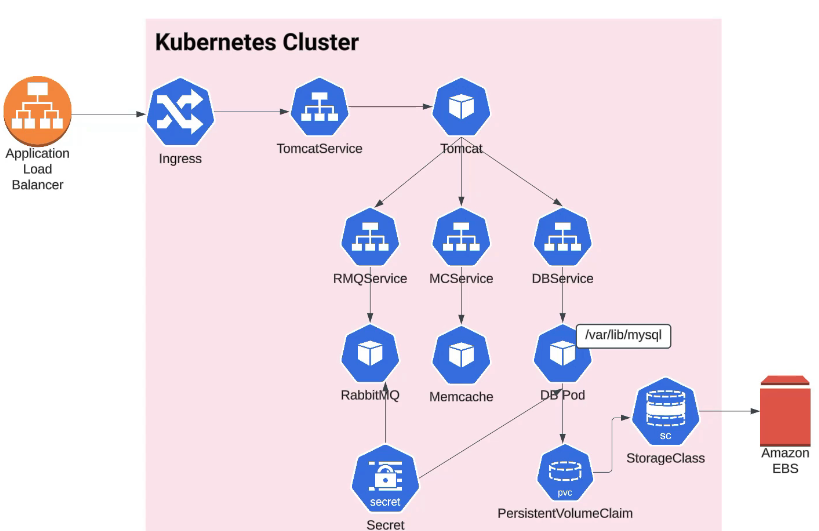 Kubernetes Cluster
Application
Load
Balancer
Ingress
TomcatService
Tomcat
RMQService
MCService
DBService
/var/lib/mysql
RabbitMQ
Memcache
DB Pod
sc
StorageClass
Amazon
EBS
secret
Secret
pvc
PersistentVolumeClaim